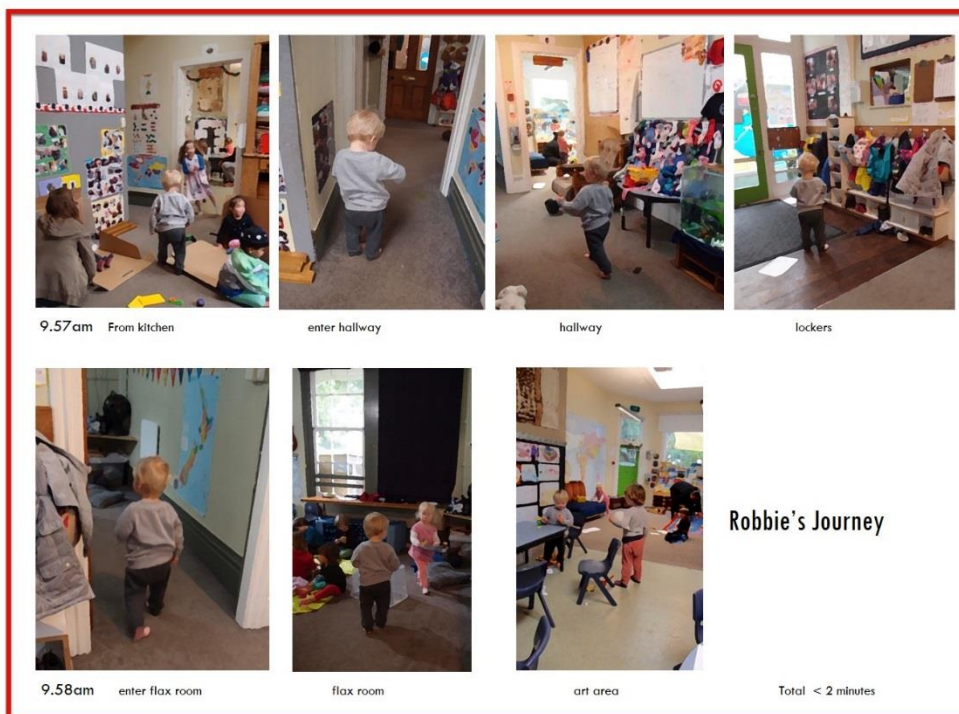 9.57am From kitchen
enter hallway
hallway
lockers
Robbie's Journey
9.58am enter flax room
flax room
art area
Total < 2 minutes